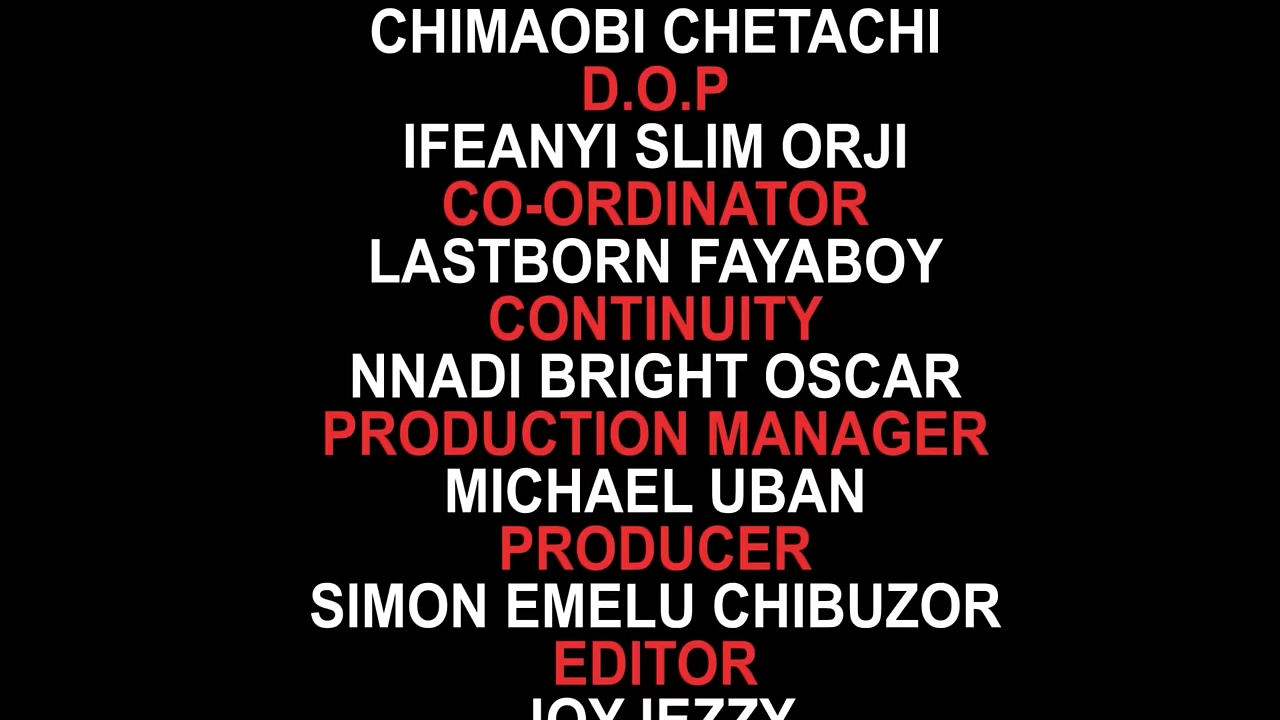 CHIMAOBI CHETACHI
D.O.P
IFEANYI SLIM ORJI
CO-ORDINATOR
LASTBORN FAYABOY
CONTINUITY
NNADI BRIGHT OSCAR
PRODUCTION MANAGER
MICHAEL UBAN
PRODUCER
SIMON EMELU CHIBUZOR
EDITOR